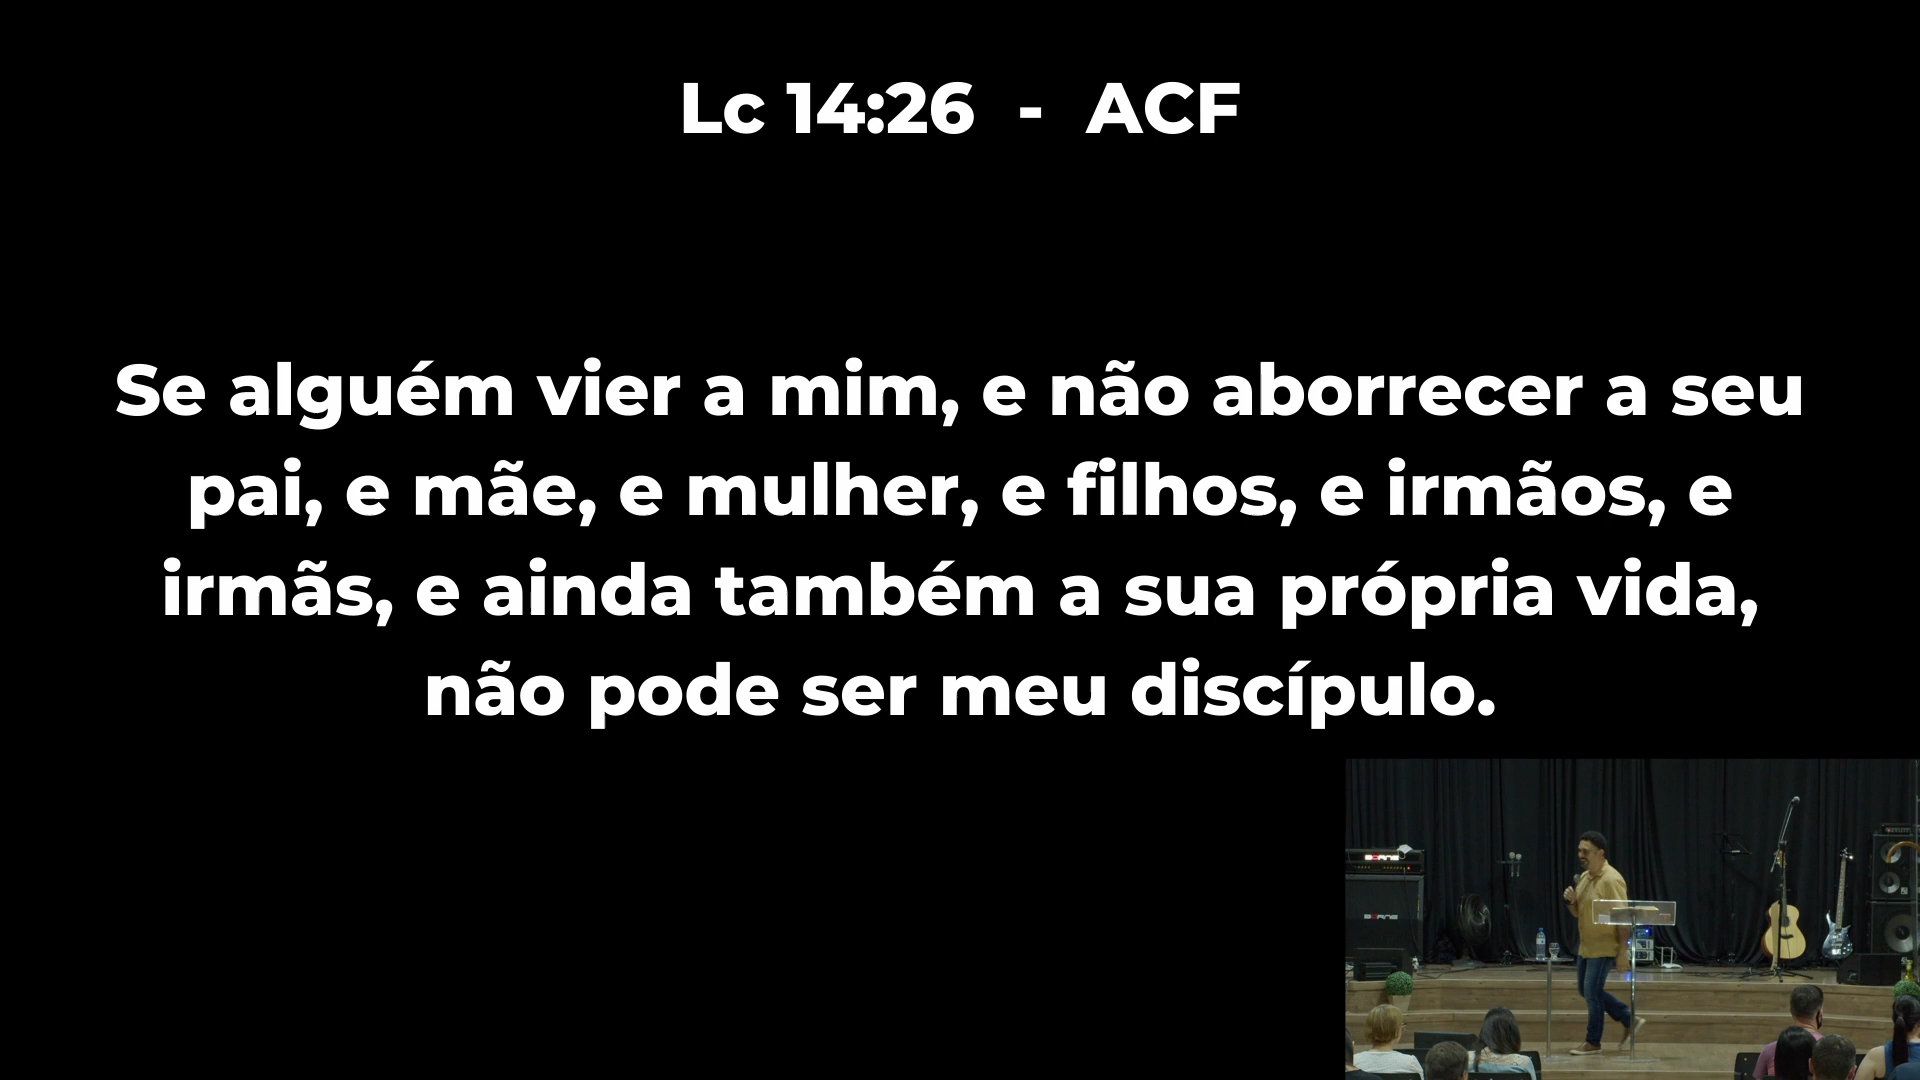 Lc 14:26 - ACF
Se alguém vier a mim, e não aborrecer a seu
pai, e mãe, e mulher, e filhos, e irmãos, e
irmãs, e ainda também a sua própria vida,
não pode ser meu discípulo.